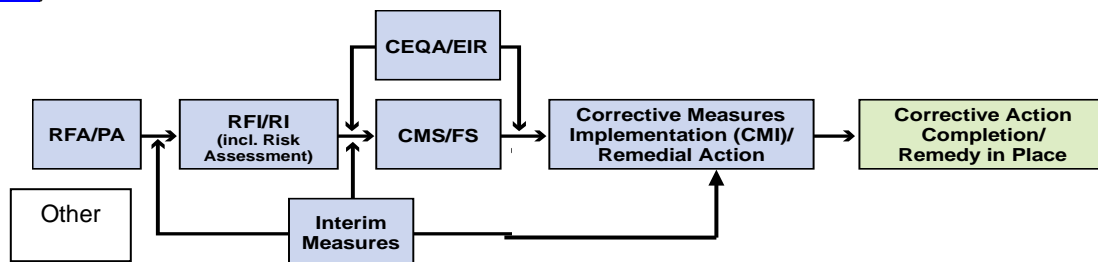 CEQA/EIR
RFA/PA
RFI/RI
(incl. Risk
Assessment)
CMS/FS
Corrective Measures
Implementation (CMI)/
Remedial Action
Corrective Action
Completion/
Remedy in Place
Other
Interim
Measures